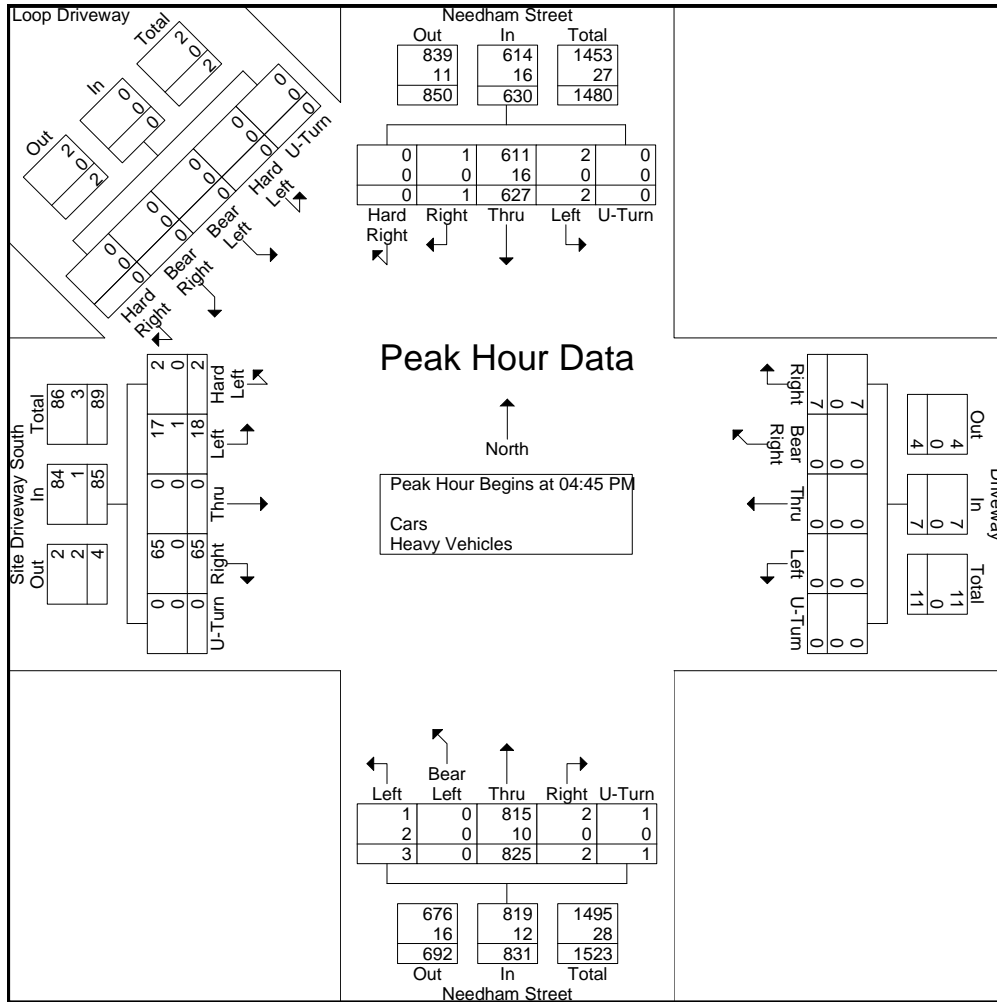 Loop Driveway
Total
2
0
2
In
0
0
0
Out
2
0
2
0 0 0 0 0
0 0 0 0 0
0 0 0 0 0
Hard Right
Bear Right
Bear Left
Hard Left
U-Turn
Needham Street
Out In Total
839 614 1453
11 16 27
850 630 1480
0 1 611 2 0
0 0 16 0 0
0 1 627 2 0
Hard Right Thru Left U-Turn
Right
Peak Hour Data
North
Peak Hour Begins at 04:45 PM
Cars
Heavy Vehicles
Site Driveway South
Out In Total
2 84 86
2 1 3
4 85 89
0 65 0 17 2
0 0 0 1 0
0 65 0 18 2
U-Turn Right Thru Left Hard Left
Right Bear Right Thru Left U-Turn
7 0 0 0 0
0 0 0 0 0
7 0 0 0 0
Out In Total
4 7 11
0 0 0
4 7 11
Driveway
Bear
Left Left Thru Right U-Turn
1 0 815 2 1
2 0 10 0 0
3 0 825 2 1
676 819 1495
16 12 28
692 831 1523
Out In Total
Needham Street